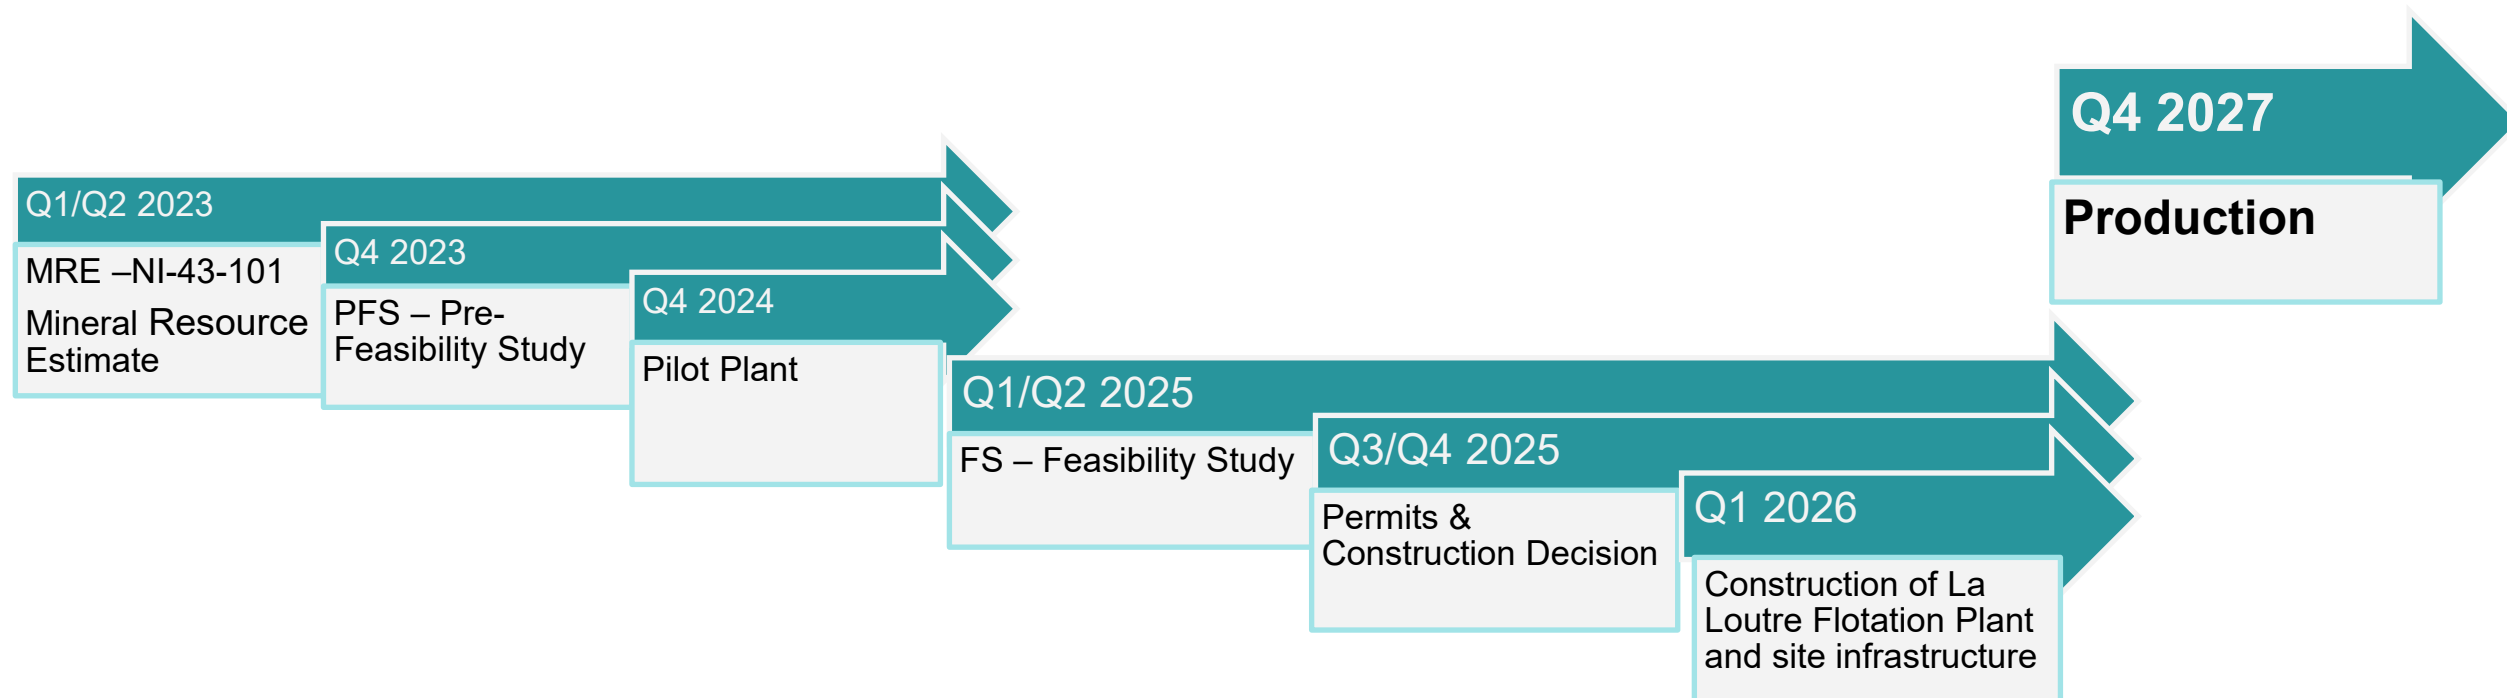 Q1/Q2 2023
MRE –NI-43-101
Mineral Resource
Estimate
Q4 2023
PFS – Pre-
Feasibility Study
Q4 2024
Pilot Plant
Q1/Q2 2025
FS – Feasibility Study
Q3/Q4 2025
Permits &
Construction Decision
Q1 2026
Construction of La
Loutre Flotation Plant
and site infrastructure
Q4 2027
Production